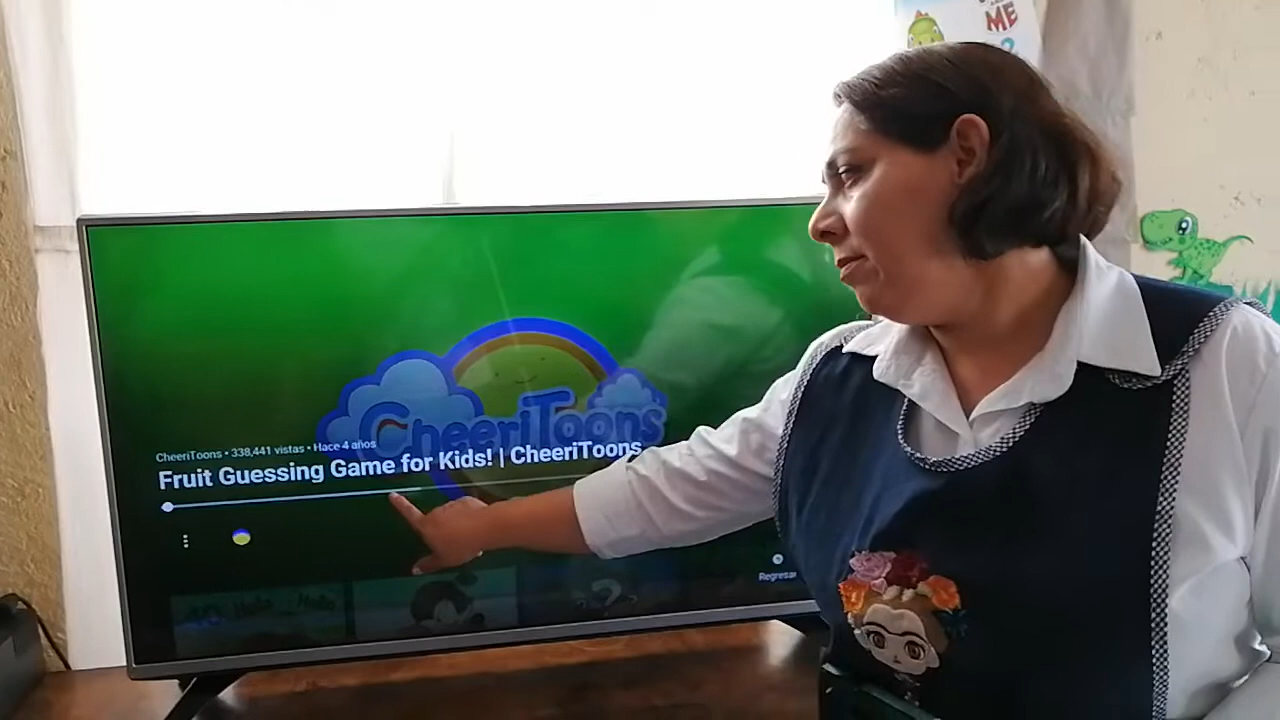 ME
CheeriToons
CheeriToons • 338,441 vistas • Hace 4 años
Fruit Guessing Game for Kids! | CheeriToons
Regresar